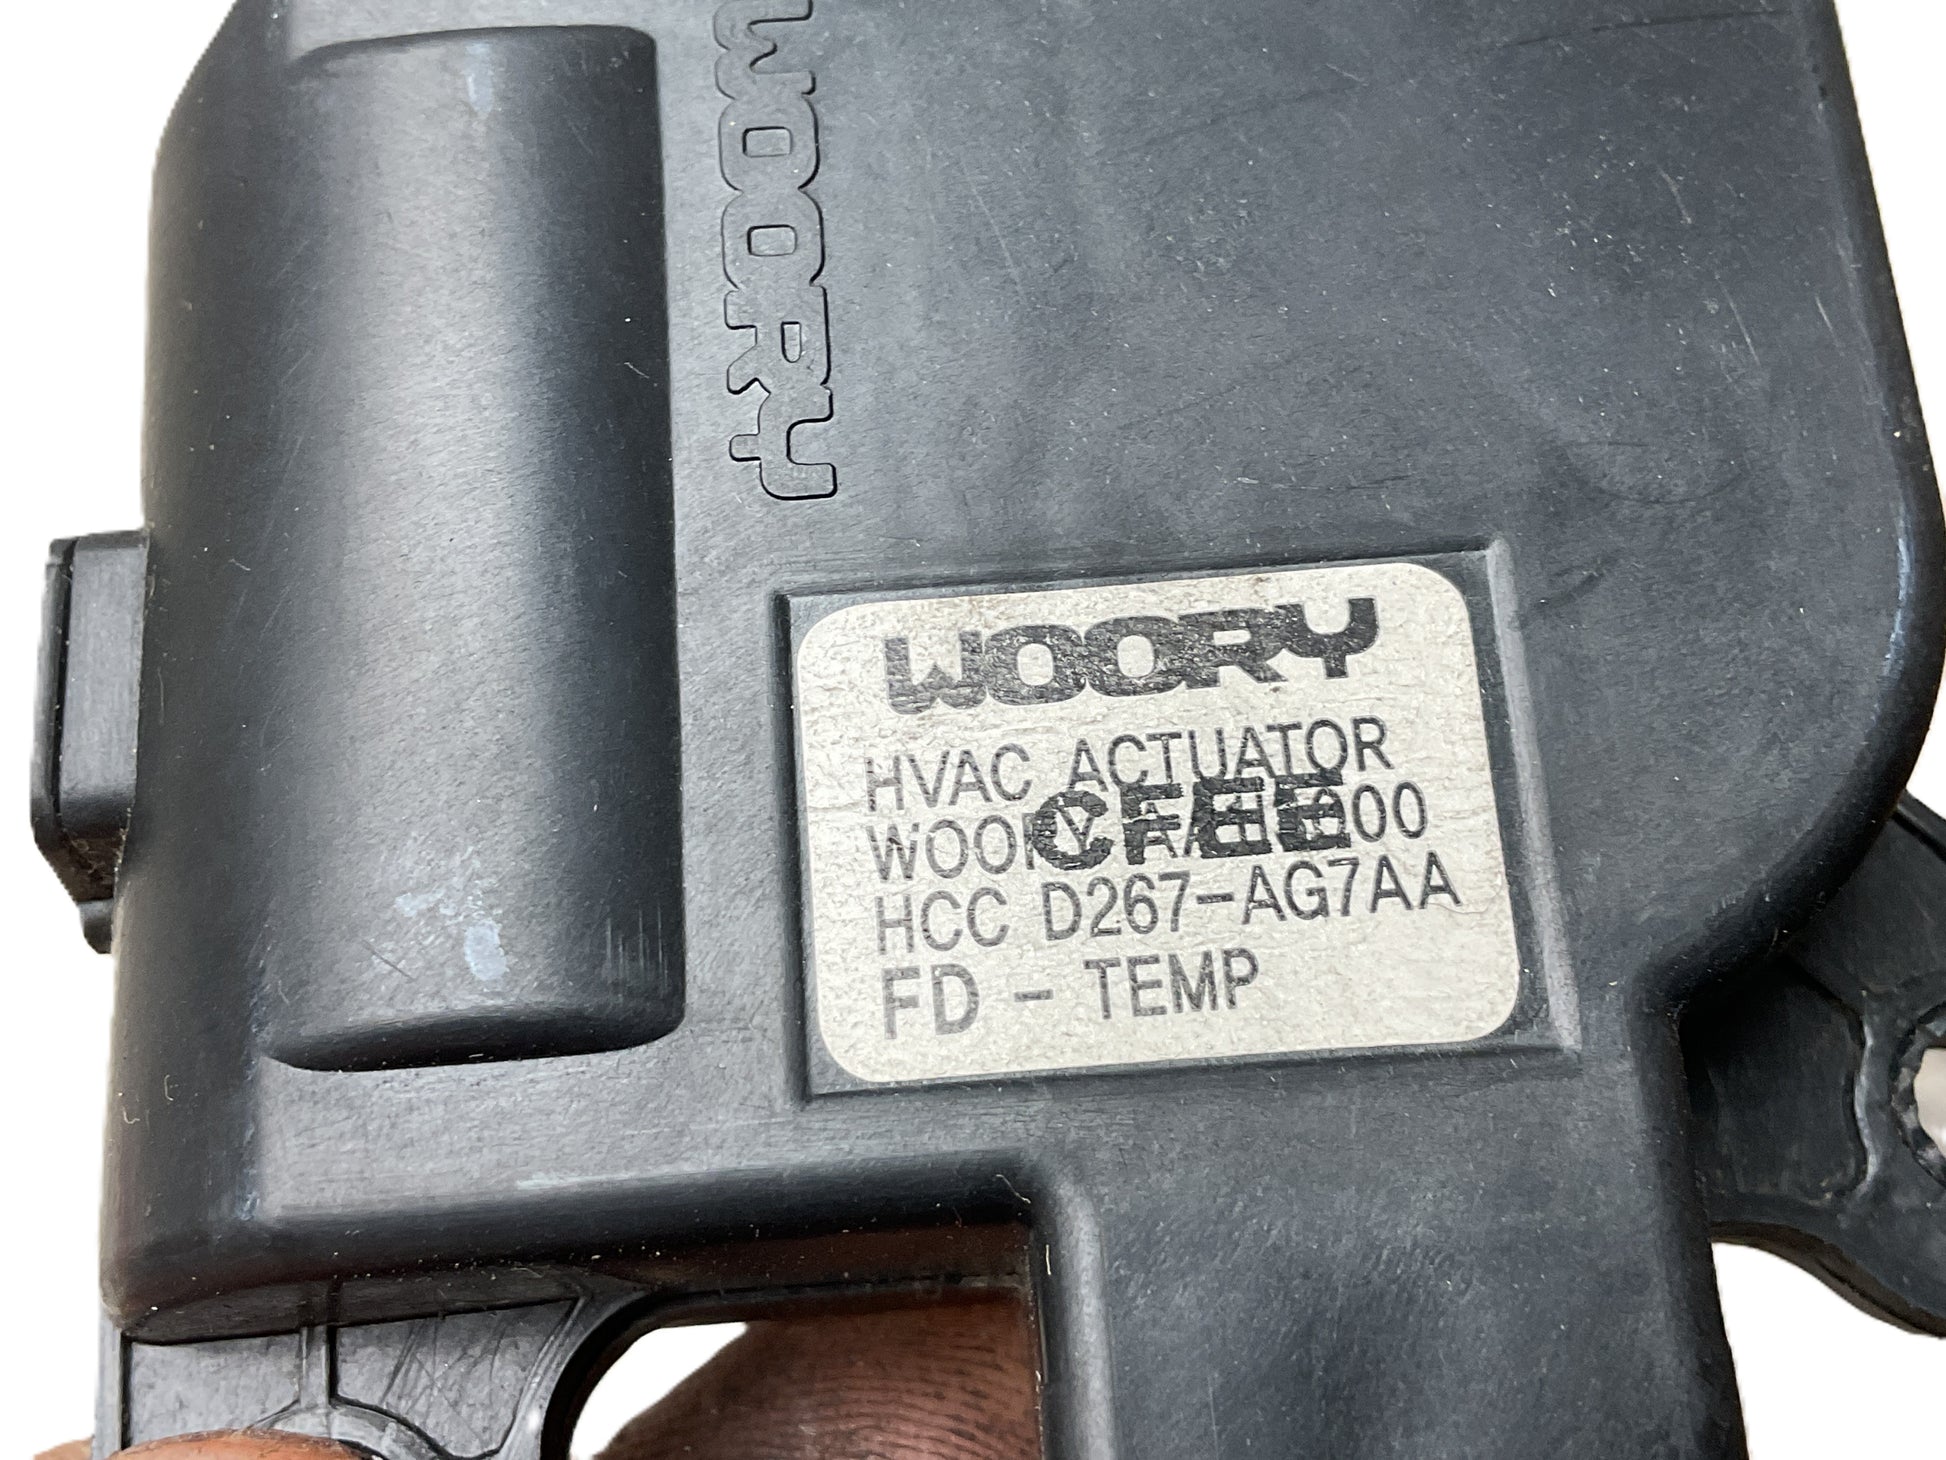 WOORY
WOORY
HVAC ACTUATOR
CFEE
HCC D267-AG7AA
FD - TEMP